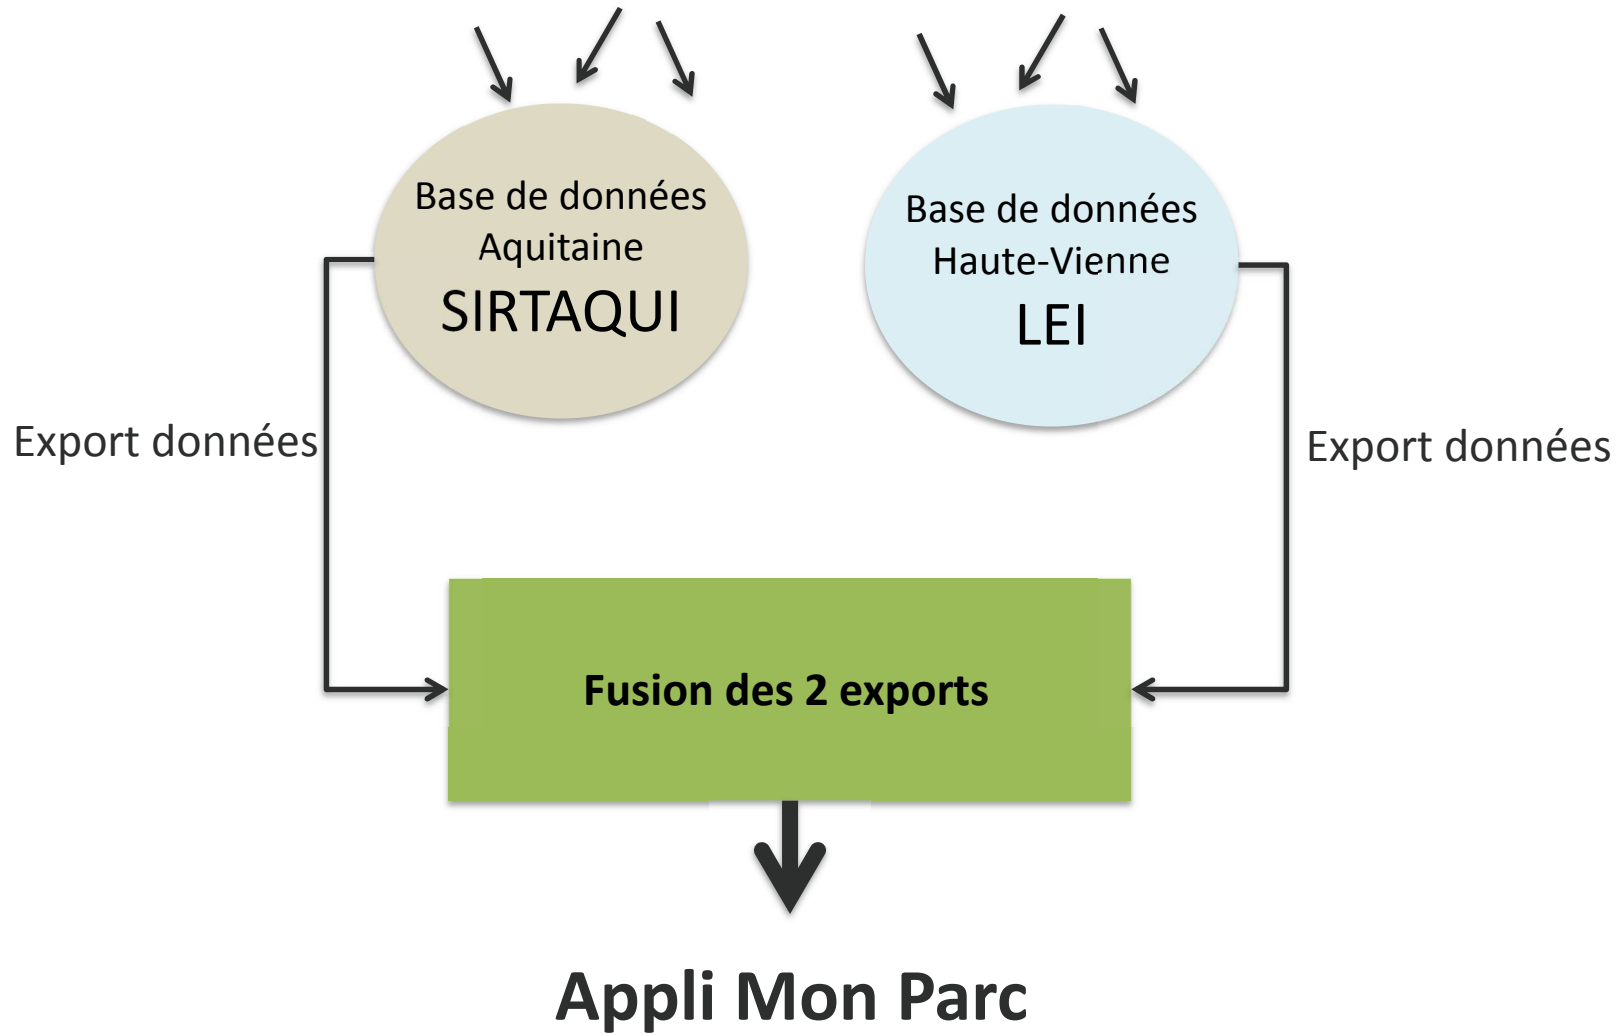 Base de données
Aquitaine
SIRTAQUI
Base de données
Haute-Vienne
LEI
Export données
Export données
Fusion des 2 exports
Appli Mon Parc